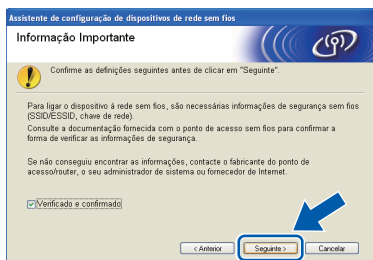 Assistente de configuração de dispositivos de rede sem fios
Informação Importante
Confirme as definições seguintes antes de clicar em "Seguinte".
Para ligar o dispositivo à rede sem fios, são necessárias informações de segurança sem fios
(SSID/ESSID, chave de rede).
Consulte a documentação fornecida com o ponto de acesso sem fios para confirmar a
forma de verificar as informações de segurança.
Se não conseguiu encontrar as informações, contacte o fabricante do ponto de
acesso/router, o seu administrador de sistema ou fornecedor de Internet.
Verificado e confirmado
< Anterior
Seguinte >
Cancelar